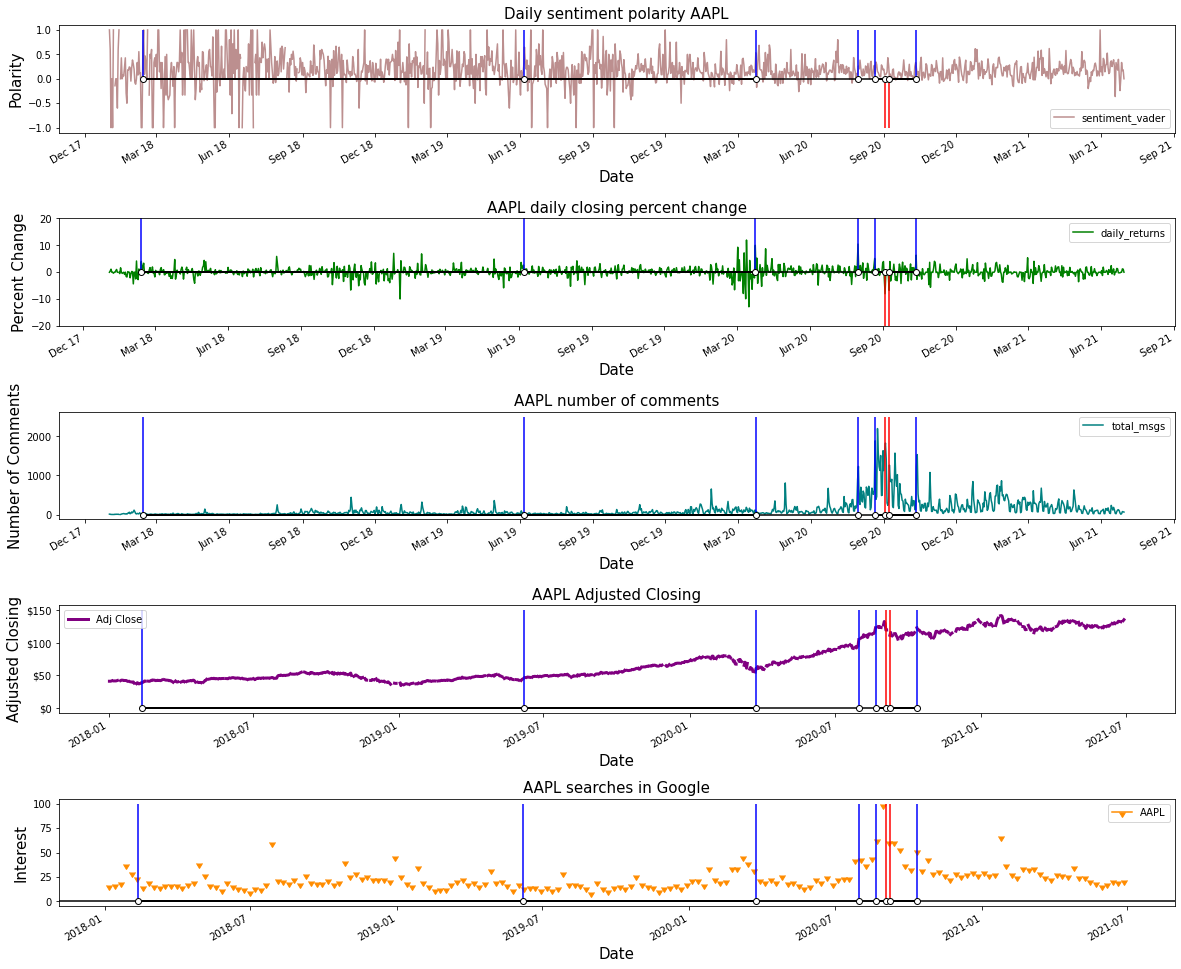 Daily sentiment polarity AAPL
Polarity
1.0
0.5
0.0
−0.5
−1.0
sentiment_vader
Dec 17 Mar 18 Jun 18 Sep 18 Dec 18 Mar 19 Jun 19 Sep 19 Dec 19 Mar 20 Jun 20 Sep 20 Dec 20 Mar 21 Jun 21 Sep 21
Date
AAPL daily closing percent change
Percent Change
20
10
0
−10
−20
daily_returns
Dec 17 Mar 18 Jun 18 Sep 18 Dec 18 Mar 19 Jun 19 Sep 19 Dec 19 Mar 20 Jun 20 Sep 20 Dec 20 Mar 21 Jun 21 Sep 21
Date
AAPL number of comments
Number of Comments
2000
1000
0
total_msgs
Dec 17 Mar 18 Jun 18 Sep 18 Dec 18 Mar 19 Jun 19 Sep 19 Dec 19 Mar 20 Jun 20 Sep 20 Dec 20 Mar 21 Jun 21 Sep 21
Date
AAPL Adjusted Closing
Adjusted Closing
$150
$100
$50
$0
Adj Close
2018-01 2018-07 2019-01 2019-07 2020-01 2020-07 2021-01 2021-07
Date
AAPL searches in Google
Interest
100
75
50
25
0
AAPL
2018-01 2018-07 2019-01 2019-07 2020-01 2020-07 2021-01 2021-07
Date